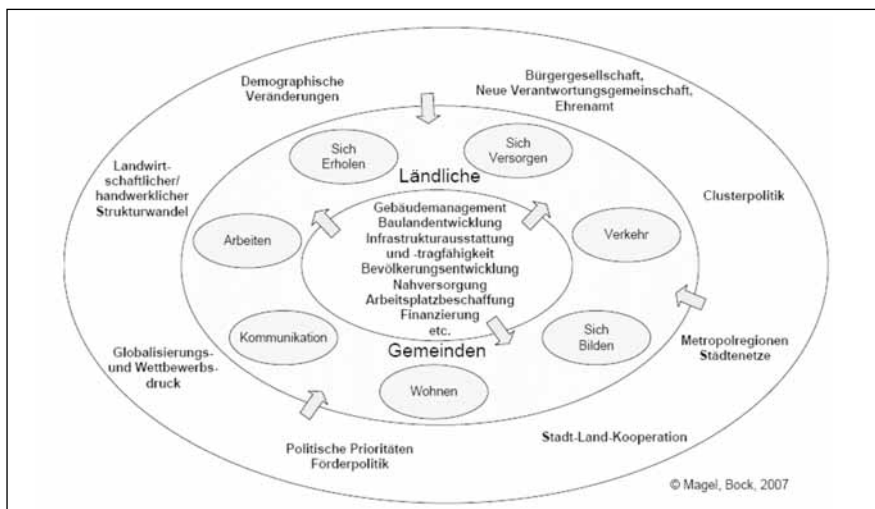 Demographische
Veränderungen
Bürgergesellschaft,
Neue Verantwortungsgemeinschaft,
Ehrenamt
Landwirt-
schaftlicher/
handwerklicher
Strukturwandel
Clusterpolitik
Sich
Erholen
Sich
Versorgen
Ländliche
Arbeiten
Verkehr
Gebäudemanagement
Baulandentwicklung
Infrastrukturausstattung
und -tragfähigkeit
Bevölkerungsentwicklung
Nahversorgung
Arbeitsplatzbeschaffung
Finanzierung
etc.
Kommunikation
Sich
Bilden
Gemeinden
Wohnen
Globalisierungs-
und Wettbewerbs-
druck
Metropolregionen
Städtenetze
Politische Prioritäten
Förderpolitik
Stadt-Land-Kooperation
© Magel, Bock, 2007